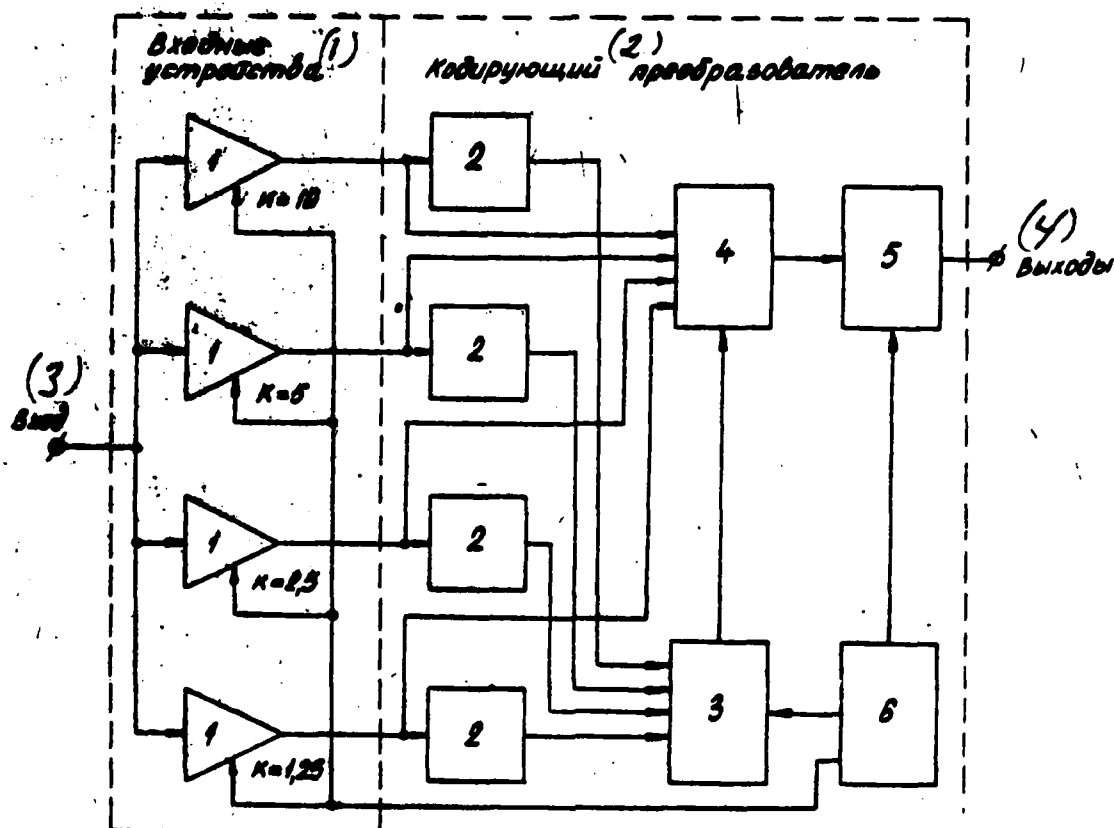 Входные (1)
устройства
(2)
Кодирующий преобразователь
1
К=10
2
4
5
(4)
Выходы
1
К=5
2
(3)
Вход
1
К=2,5
2
1
К=1,25
2
3
6